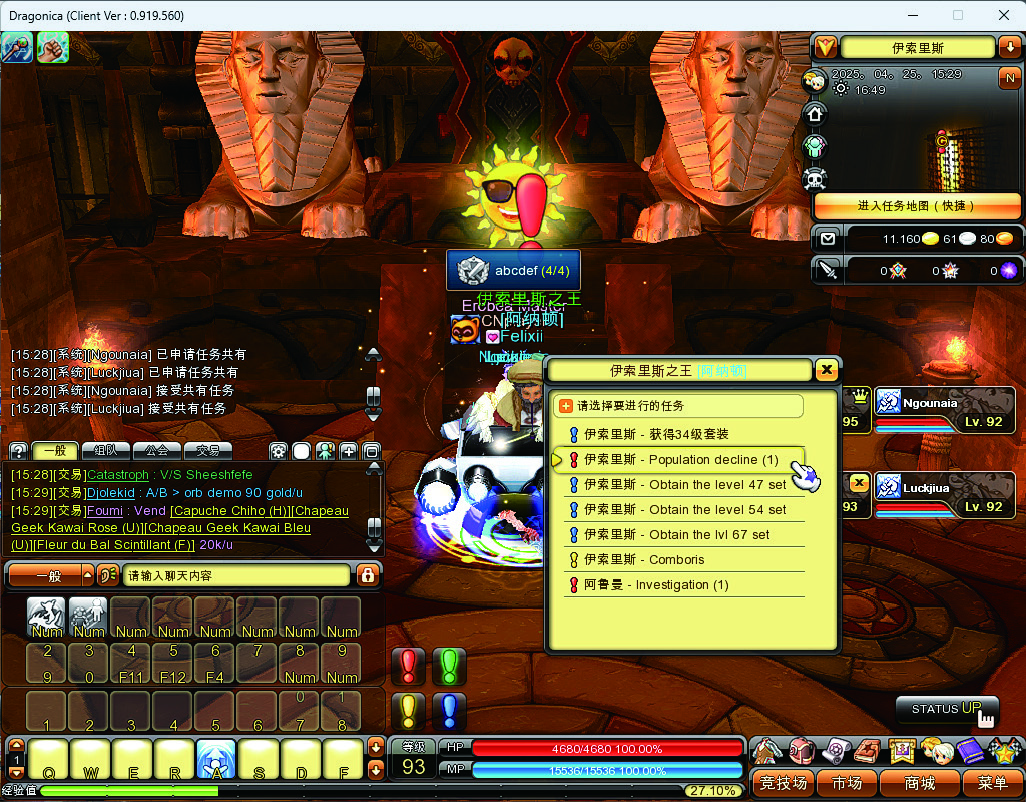 Dragonica (Client Ver : 0.919.560)
伊索里斯
2025。 04。 25。 15:29
N
16:49
进入任务地图 ( 快捷 )
11.160 61 80
0 0 0
abcdef (4/4)
伊索里斯之王
[阿纳顿]
Felixii
[15:28][系统][Ngounaia] 已申请任务共有
[15:28][系统][Luckjiua] 已申请任务共有
[15:28][系统][Ngounaia] 接受共有任务
[15:28][系统][Luckjiua] 接受共有任务
一般 组队 公会 交易
[15:28][交易]Catastroph : V/S Sheeshfefe
[15:29][交易]Djolekid : A/B > orb demo 90 gold/u
[15:29][交易]Foumi : Vend [Capuche Chiho (H)][Chapeau
Geek Kawai Rose (U)][Chapeau Geek Kawai Bleu
(U)][Fleur du Bal Scintillant (F)] 20k/u
一般 请输入聊天内容
伊索里斯之王 [阿纳顿]
请选择要进行的任务
伊索里斯 - 获得34级套装
伊索里斯 - Population decline (1)
伊索里斯 - Obtain the level 47 set
伊索里斯 - Obtain the level 54 set
伊索里斯 - Obtain the lvl 67 set
伊索里斯 - Comboris
阿鲁曼 - Investigation (1)
95
Ngounaia
Lv. 92
93
Luckjiua
Lv. 92
Num Num Num Num Num Num Num Num
2 3 4 5 6 7 8 9
9 0 F11 F12 F4 Num Num
0 1
1 2 3 4 5 6 7 8
STATUS UP
1
Q W E R A S D F
等级
93
HP 4680/4680 100.00%
MP 15536/15536 100.00%
经验值 27.10%
竞技场 市场 商城 菜单